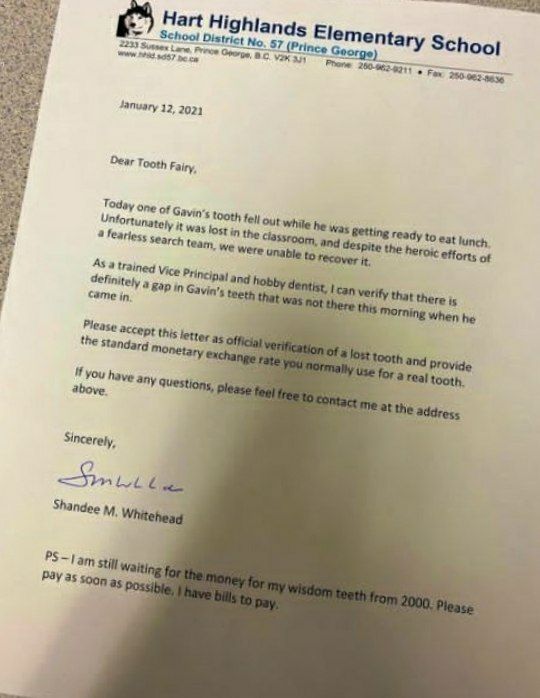 Hart Highlands Elementary School
School District No. 57 (Prince George)
2233 Sussex Lane, Prince George, B.C. V2K 3J1 Phone: 250-962-9211 • Fax: 250-962-8636
www.hhld.sd57.bc.ca
January 12, 2021
Dear Tooth Fairy,
Today one of Gavin's tooth fell out while he was getting ready to eat lunch.
Unfortunately it was lost in the classroom, and despite the heroic efforts of
a fearless search team, we were unable to recover it.
As a trained Vice Principal and hobby dentist, I can verify that there is
definitely a gap in Gavin's teeth that was not there this morning when he
came in.
Please accept this letter as official verification of a lost tooth and provide
the standard monetary exchange rate you normally use for a real tooth.
If you have any questions, please feel free to contact me at the address
above.
Sincerely,
Shandee M. Whitehead
PS – I am still waiting for the money for my wisdom teeth from 2000. Please
pay as soon as possible, I have bills to pay.